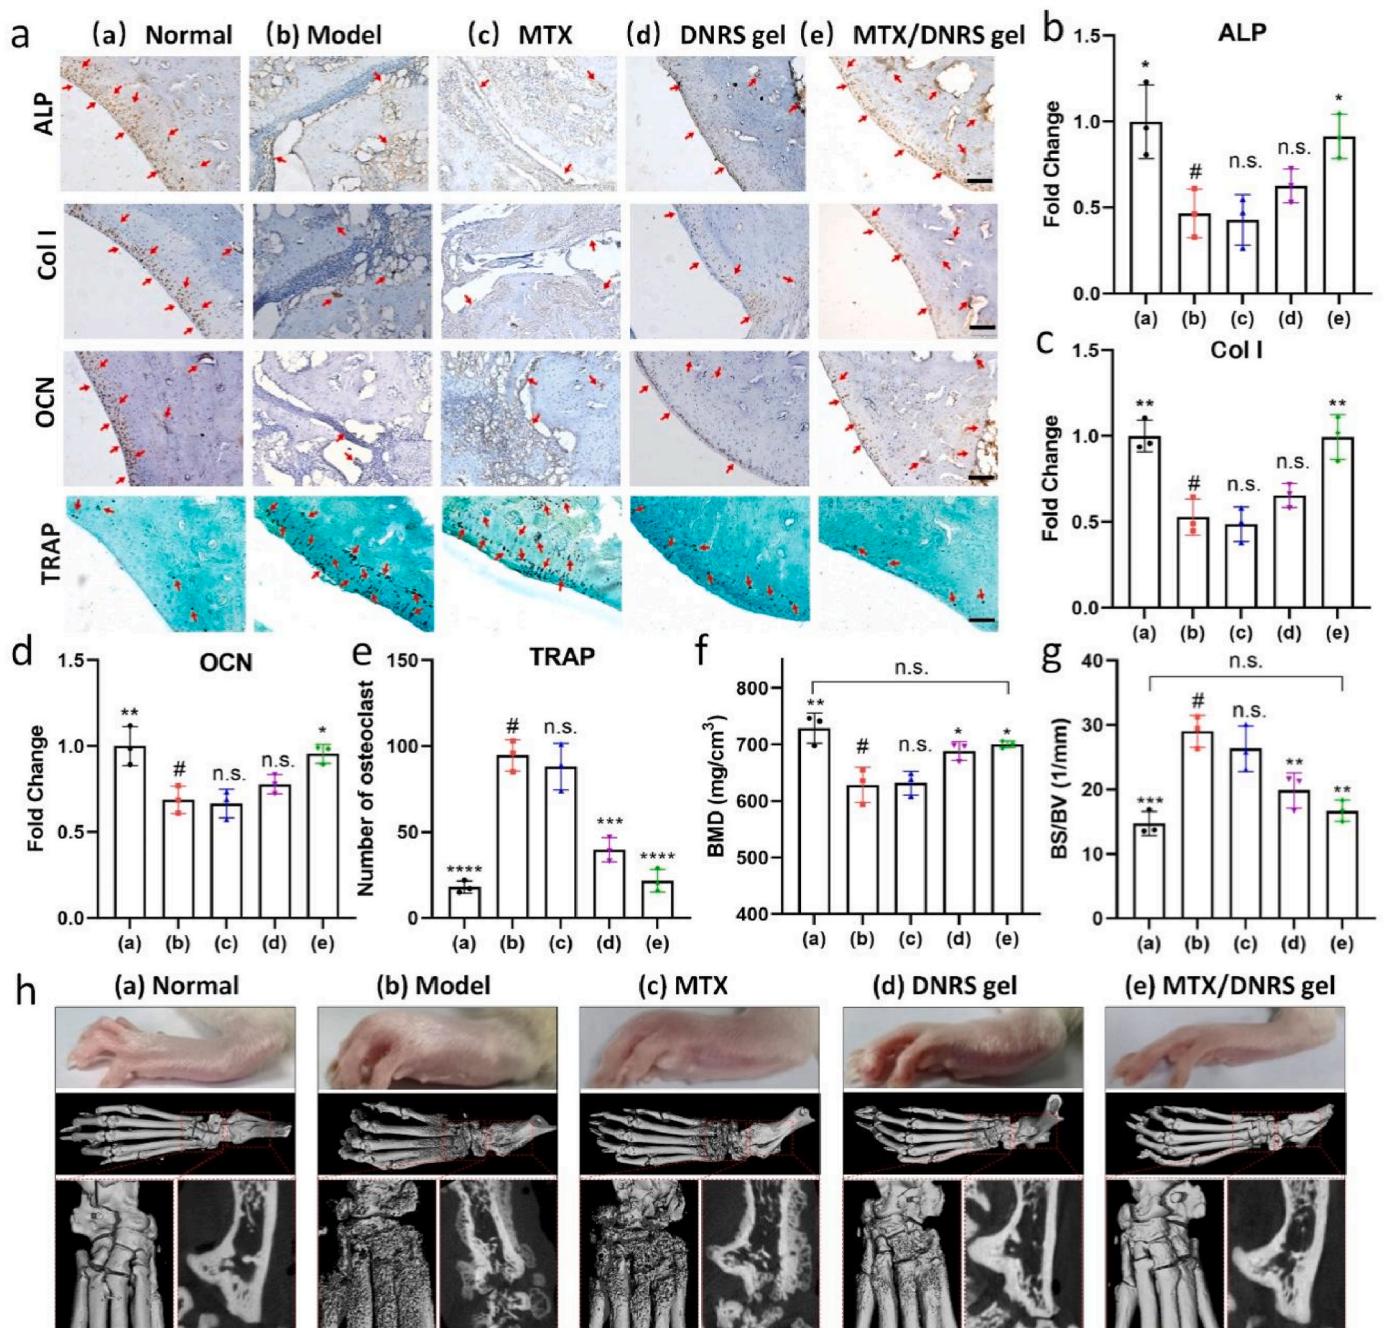 a
(a) Normal
(b) Model
(c) MTX
(d) DNRS gel
(e) MTX/DNRS gel
ALP
Col I
OCN
TRAP
b
ALP
Fold Change
1.5
1.0
0.5
0.0
*
#
n.s.
n.s.
*
(a)
(b)
(c)
(d)
(e)
c
Col I
Fold Change
1.5
1.0
0.5
0.0
**
#
n.s.
n.s.
**
(a)
(b)
(c)
(d)
(e)
d
OCN
Fold Change
1.5
1.0
0.5
0.0
**
#
n.s.
n.s.
*
(a)
(b)
(c)
(d)
(e)
e
TRAP
Number of osteoclast
150
100
50
0
****
#
n.s.
***
****
(a)
(b)
(c)
(d)
(e)
f
BMD (mg/cm³)
800
700
600
500
400
n.s.
**
#
n.s.
*
*
(a)
(b)
(c)
(d)
(e)
g
BS/BV (1/mm)
40
30
20
10
0
n.s.
***
#
n.s.
**
**
(a)
(b)
(c)
(d)
(e)
h
(a) Normal
(b) Model
(c) MTX
(d) DNRS gel
(e) MTX/DNRS gel